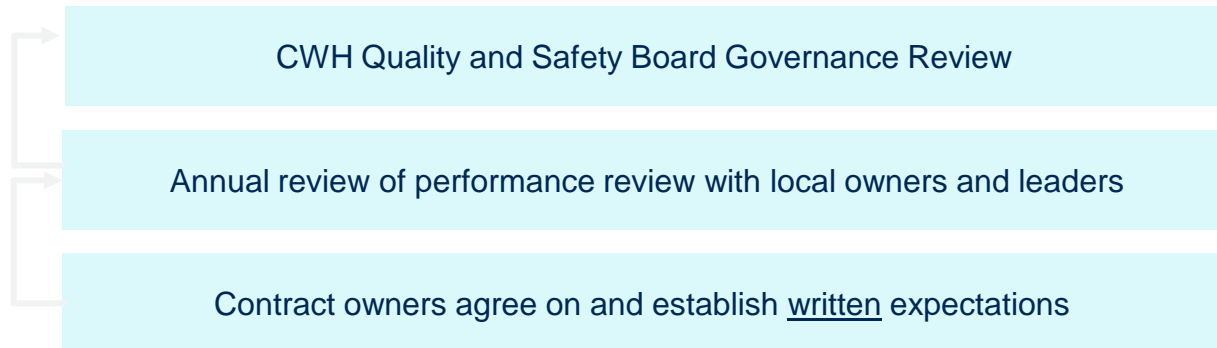 CWH Quality and Safety Board Governance Review
Annual review of performance review with local owners and leaders
Contract owners agree on and establish written expectations